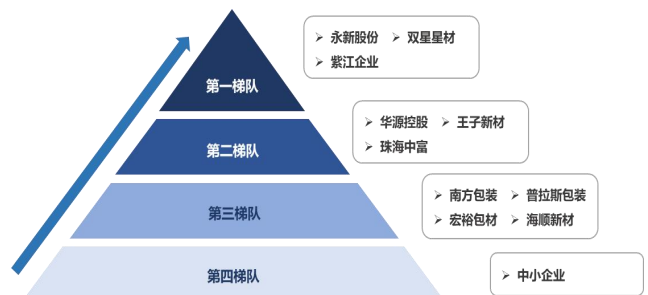 第一梯队
➢ 永新股份 ➢ 双星星材
➢ 紫江企业
第二梯队
➢ 华源控股 ➢ 王子新材
➢ 珠海中富
第三梯队
➢ 南方包装 ➢ 普拉斯包装
➢ 宏裕包材 ➢ 海顺新材
第四梯队
➢ 中小企业